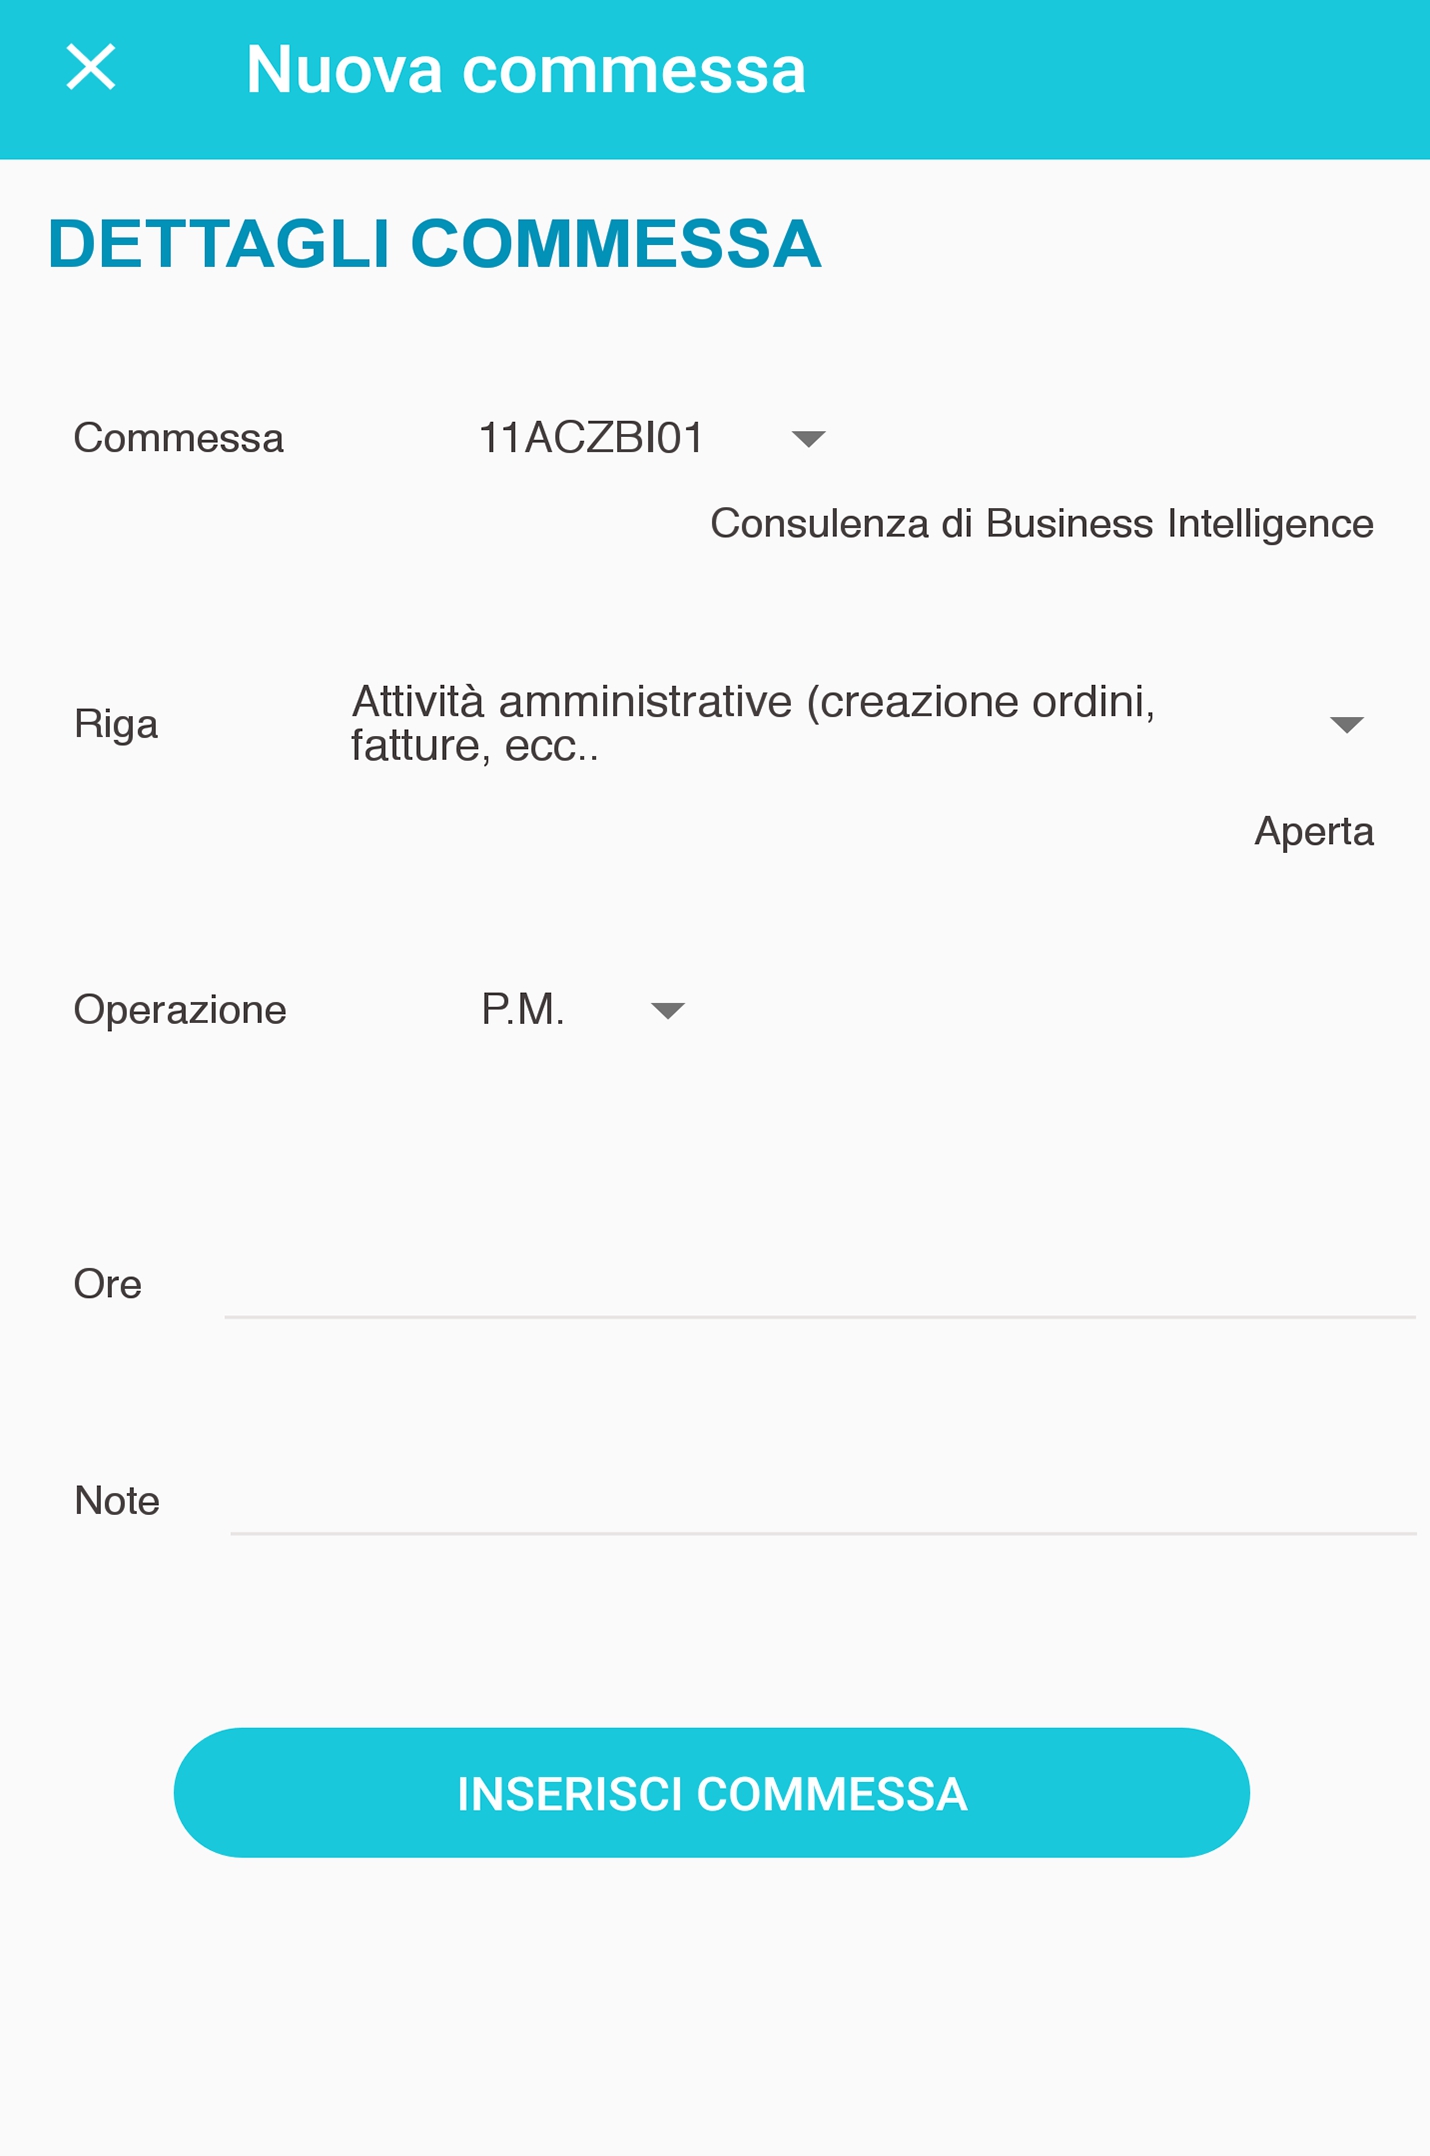 Nuova commessa
DETTAGLI COMMESSA
Commessa 11ACZBI01
Consulenza di Business Intelligence
Riga Attività amministrative (creazione ordini,
fatture, ecc..
Aperta
Operazione P.M.
Ore
Note
INSERISCI COMMESSA